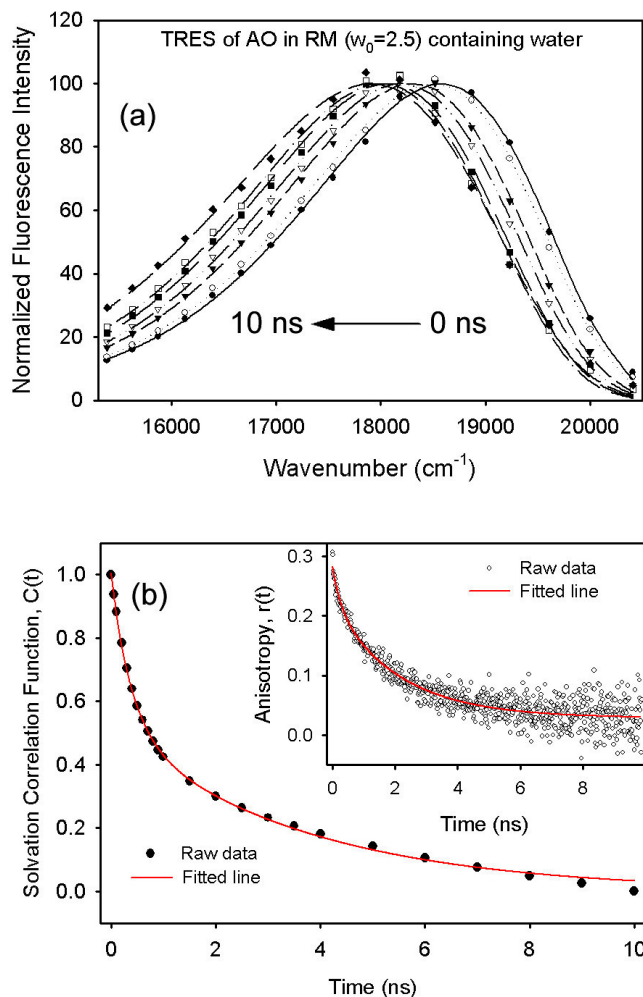 TRES of AO in RM (w₀=2.5) containing water
120
100
80
60
40
20
0
Normalized Fluorescence Intensity
(a)
10 ns
0 ns
16000 17000 18000 19000 20000
Wavenumber (cm⁻¹)
1.0
0.8
0.6
0.4
0.2
0.0
Solvation Correlation Function, C(t)
(b)
Raw data
Fitted line
0 2 4 6 8 10
Time (ns)
0.3
0.2
0.1
0.0
Anisotropy, r(t)
Raw data
Fitted line
0 2 4 6 8
Time (ns)